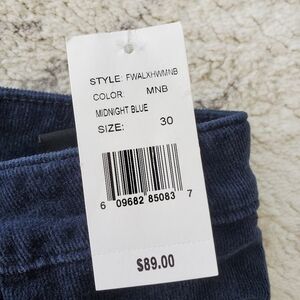 STYLE: FWALXHWMNB
COLOR: MNB
MIDNIGHT BLUE
SIZE: 30
6 09682 85083 7
$89.00